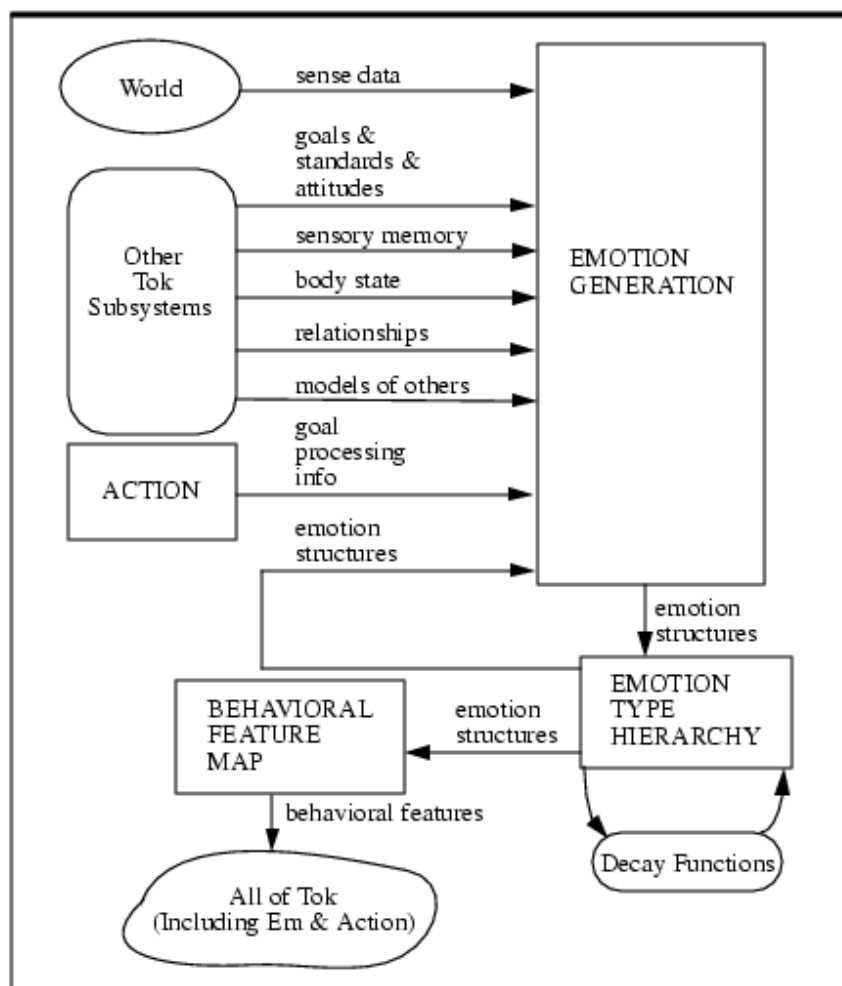 World
sense data
goals &
standards &
attitudes
Other
Tok
Subsystems
sensory memory
body state
relationships
models of others
EMOTION
GENERATION
goal
processing
info
ACTION
emotion
structures
emotion
structures
EMOTION
TYPE
HIERARCHY
emotion
structures
BEHAVIORAL
FEATURE
MAP
behavioral features
Decay Functions
All of Tok
(Including Em & Action)